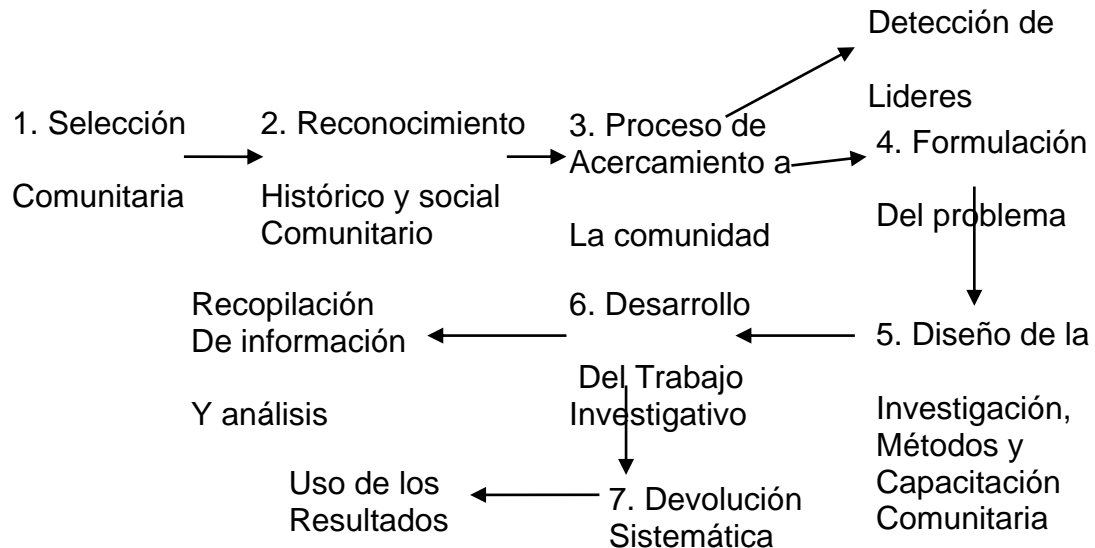 Detección de
Lideres
1. Selección
Comunitaria
2. Reconocimiento
Histórico y social
Comunitario
3. Proceso de
Acercamiento a
La comunidad
4. Formulación
Del problema
5. Diseño de la
Investigación,
Métodos y
Capacitación
Comunitaria
6. Desarrollo
Del Trabajo
Investigativo
Recopilación
De información
Y análisis
7. Devolución
Sistemática
Uso de los
Resultados